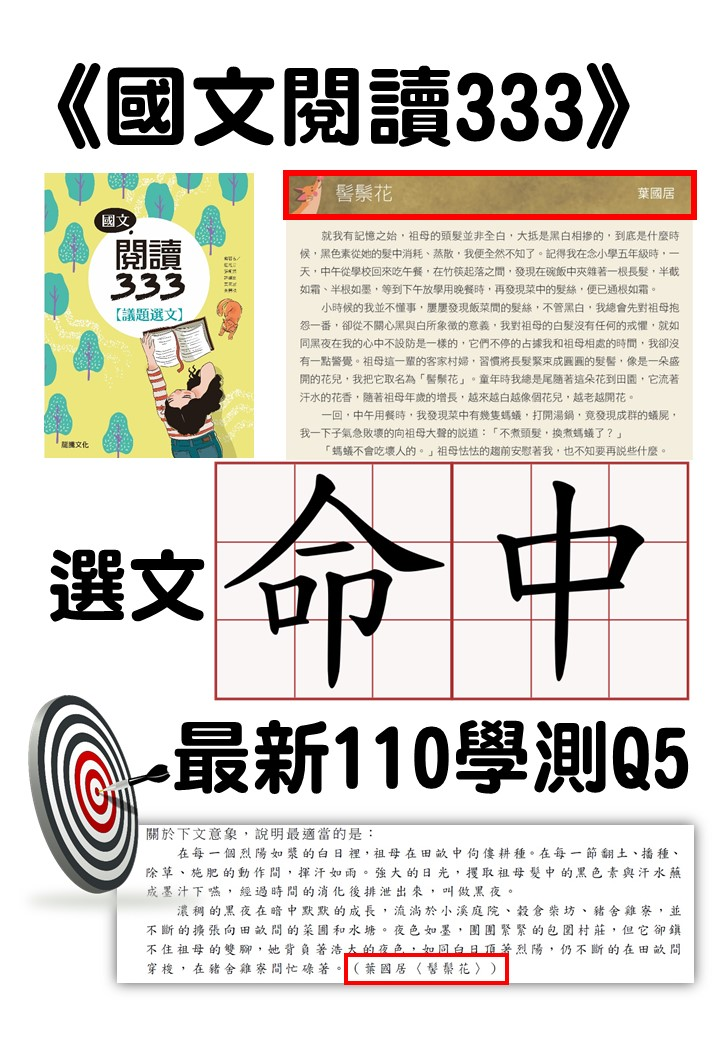 《國文閱讀333》
國文
閱讀
333
【議題選文】
龍騰文化
髻鬃花
葉國居
就我有記憶之始，祖母的頭髮並非全白，大抵是黑白相摻的，到底是什麼時
候，黑色素從她的髮中消耗、蒸散，我便全然不知了。記得我在念小學五年級時，一
天，中午從學校回來吃午餐，在竹筷起落之間，發現在碗飯中夾雜著一根長髮，半截
如霜、半根如墨，等到下午放學用晚餐時，再發現菜中的髮絲，便已通根如霜。
小時候的我並不懂事，屢屢發現飯菜間的髮絲，不管黑白，我總會先對祖母抱
怨一番，卻從不關心黑與白所象徵的意義，我對祖母的白髮沒有任何的戒懼，就如
同黑夜在我的心中不設防是一樣的，它們不停的占據我和祖母相處的時間，我卻沒
有一點警覺。祖母這一輩的客家村婦，習慣將長髮緊束成圓圓的髮髻，像是一朵盛
開的花兒，我把它取名為「髻鬃花」。童年時我總是尾隨著這朵花到田園，它流著
汗水的花香，隨著祖母年歲的增長，越來越白越像個花兒，越老越開花。
一回，中午用餐時，我發現菜中有幾隻螞蟻，打開湯鍋，竟發現成群的蟻屍，
我一下子氣急敗壞的向祖母大聲的說道：「不煮頭髮，換煮螞蟻了？」
「螞蟻不會吃壞人的。」祖母怯怯的趨前安慰著我，也不知要再說些什麼。
選文
命中
最新110學測Q5
關於下文意象，說明最適當的是：
在每一個烈陽如漿的白日裡，祖母在田畝中佝僂耕種。在每一節翻土、播種、
除草、施肥的動作間，揮汗如雨。強大的日光，攫取祖母髮中的黑色素與汗水蘸
成墨汁下嚥，經過時間的消化後排泄出來，叫做黑夜。
濃稠的黑夜在暗中默默的成長，流淌於小溪庭院、穀倉柴坊、豬舍雞寮，並
不斷的擴張向田畝間的菜圃和水塘。夜色如墨，團團緊緊的包圍村莊，但它卻鎖
不住祖母的雙腳，她背負著浩大的夜色，如同白日頂著烈陽，仍不斷的在田畝間
穿梭，在豬舍雞寮間忙碌著。（葉國居〈髻鬃花〉）